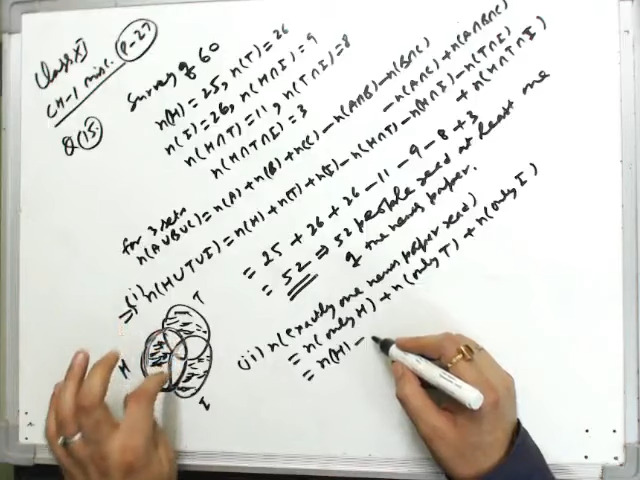 Class XI
CH-1 misc. P-27
Q 15.
Survey of 60
n(H) = 25, n(T) = 26
n(I) = 26, n(H∩I) = 9
n(H∩T) = 11, n(T∩I) = 8
n(H∩T∩I) = 3
for 3 sets
n(A∪B∪C) = n(A) + n(B) + n(C) - n(A∩B) - n(B∩C)
- n(A∩C) + n(A∩B∩C)
⇒(i) n(H∪T∪I) = n(H) + n(T) + n(I) - n(H∩T) - n(H∩I) - n(T∩I)
+ n(H∩T∩I)
= 25 + 26 + 26 - 11 - 9 - 8 + 3
= 52 ⇒ 52 people read at least one
of the news paper.
(ii) n(exactly one news paper read)
= n(only H) + n(only T) + n(only I)
= n(H) -
T
H
I